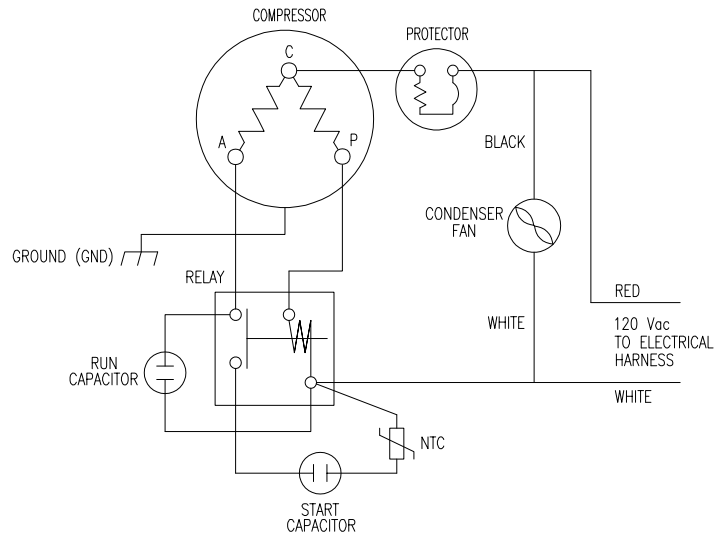 COMPRESSOR
PROTECTOR
C
A
P
BLACK
CONDENSER
FAN
GROUND (GND)
RELAY
RED
WHITE
120 Vac
TO ELECTRICAL
HARNESS
RUN
CAPACITOR
WHITE
NTC
START
CAPACITOR